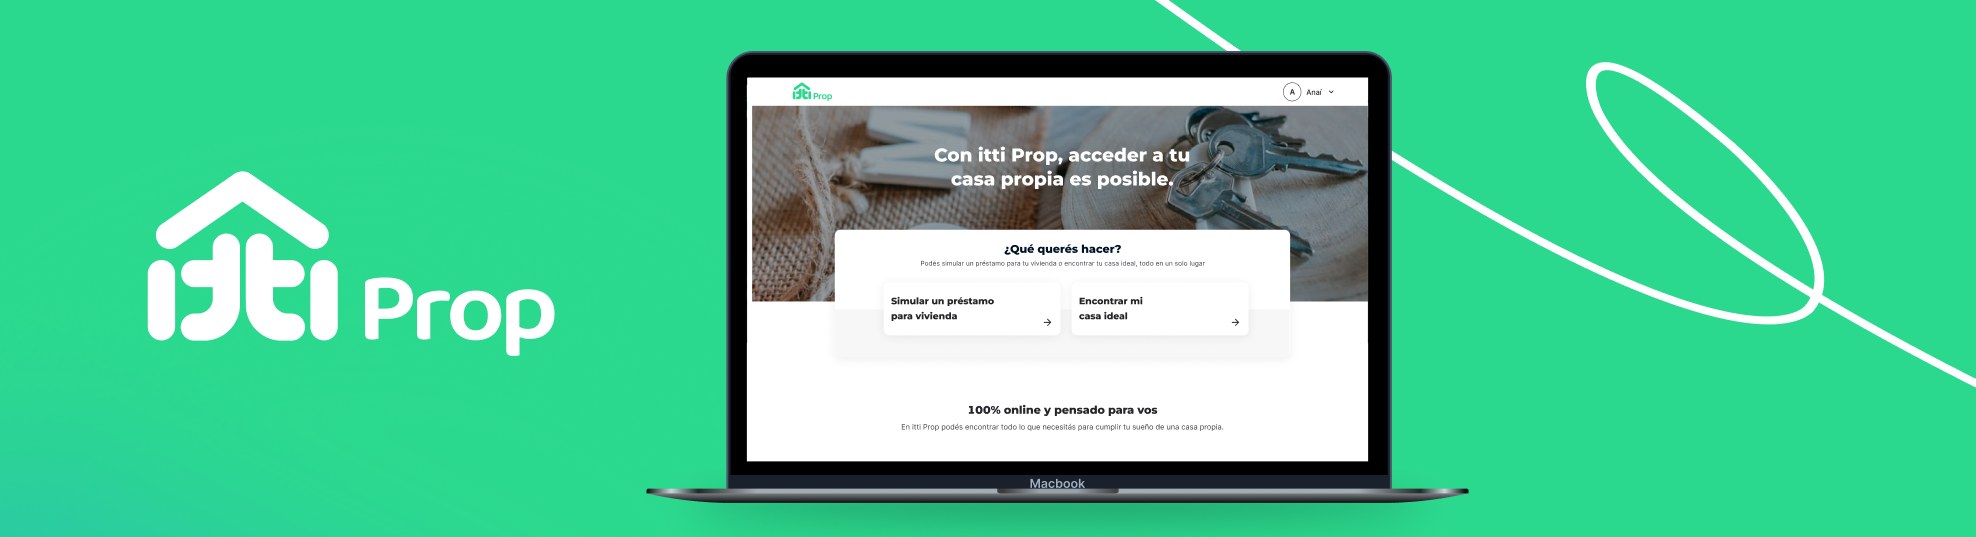 itti Prop
itti Prop
A Anaí
Con itti Prop, acceder a tu
casa propia es posible.
¿Qué querés hacer?
Podés simular un préstamo para tu vivienda o encontrar tu casa ideal, todo en un solo lugar
Simular un préstamo
para vivienda
Encontrar mi
casa ideal
100% online y pensado para vos
En itti Prop podés encontrar todo lo que necesitás para cumplir tu sueño de una casa propia.
Macbook